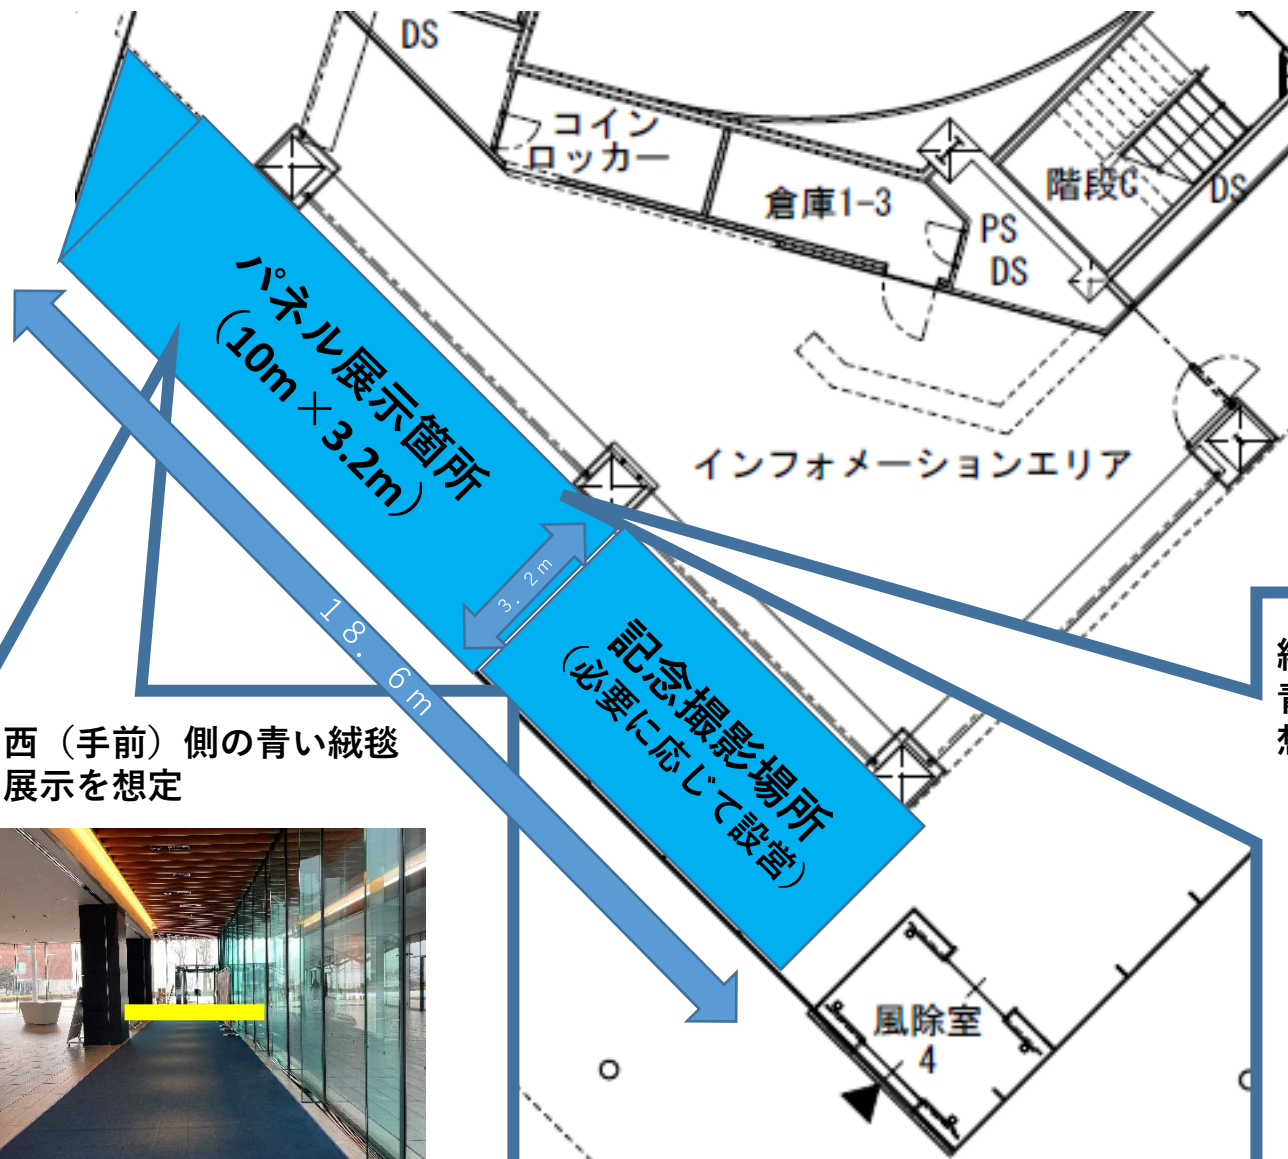 DS
コイン
ロッカー
倉庫1-3
階段C
DS
PS
DS
パネル展示箇所
（10m×3.2m）
インフォメーションエリア
3．2m
18．6m
記念撮影場所
（必要に応じて設営）
西（手前）側の青い絨毯
展示を想定
風除室
4